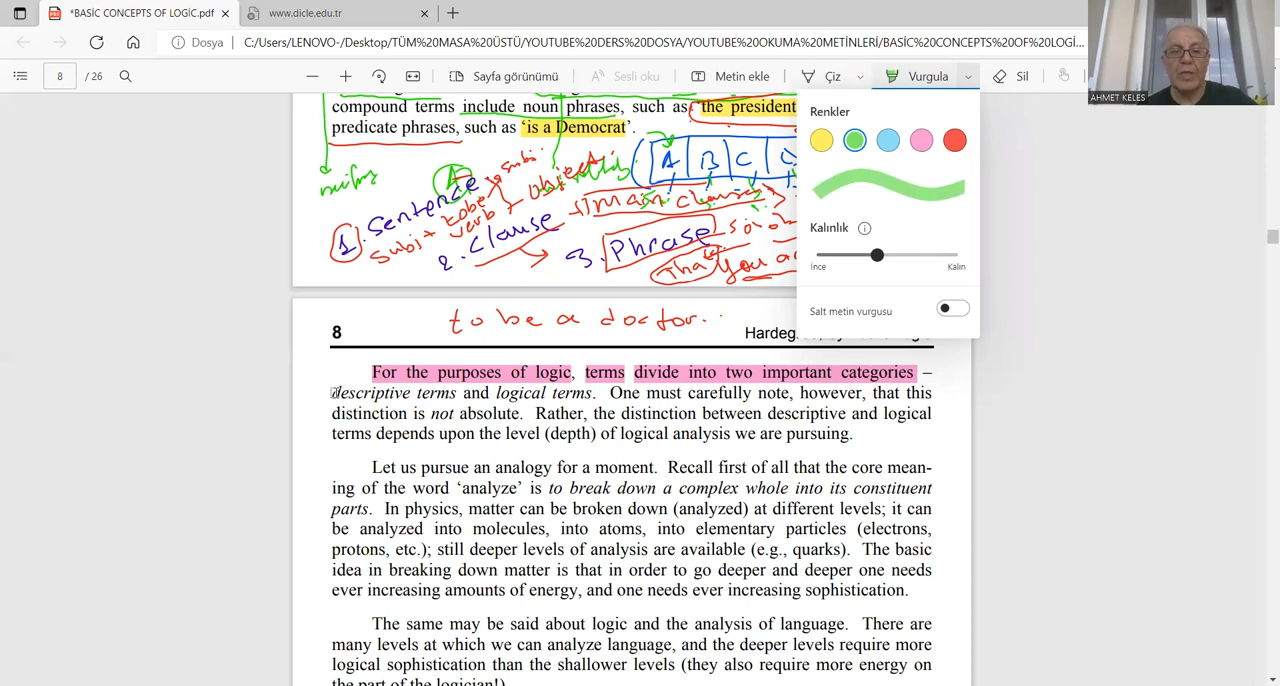 *BASİC CONCEPTS OF LOGİC.pdf
www.dicle.edu.tr
Dosya
C:/Users/LENOVO-/Desktop/TÜM%20MASA%20ÜSTÜ/YOUTUBE%20DERS%20DOSYA/YOUTUBE%20OKUMA%20METİNLERİ/BASİC%20CONCEPTS%20OF%20LOGİ...
8 / 26
Sayfa görünümü
Sesli oku
Metin ekle
Çiz
Vurgula
Sil
AHMET KELES
Renkler
Kalınlık
İnce
Kalın
Salt metin vurgusu
compound terms include noun phrases, such as 'the president
predicate phrases, such as 'is a Democrat'.
A B C
1. Sentence
subj + verb + object
2. Clause
main clause
3. Phrase
That you
to be a doctor...
8
For the purposes of logic, terms divide into two important categories –
descriptive terms and logical terms. One must carefully note, however, that this
distinction is not absolute. Rather, the distinction between descriptive and logical
terms depends upon the level (depth) of logical analysis we are pursuing.
Let us pursue an analogy for a moment. Recall first of all that the core mean-
ing of the word ‘analyze’ is to break down a complex whole into its constituent
parts. In physics, matter can be broken down (analyzed) at different levels; it can
be analyzed into molecules, into atoms, into elementary particles (electrons,
protons, etc.); still deeper levels of analysis are available (e.g., quarks). The basic
idea in breaking down matter is that in order to go deeper and deeper one needs
ever increasing amounts of energy, and one needs ever increasing sophistication.
The same may be said about logic and the analysis of language. There are
many levels at which we can analyze language, and the deeper levels require more
logical sophistication than the shallower levels (they also require more energy on
the part of the logician!)